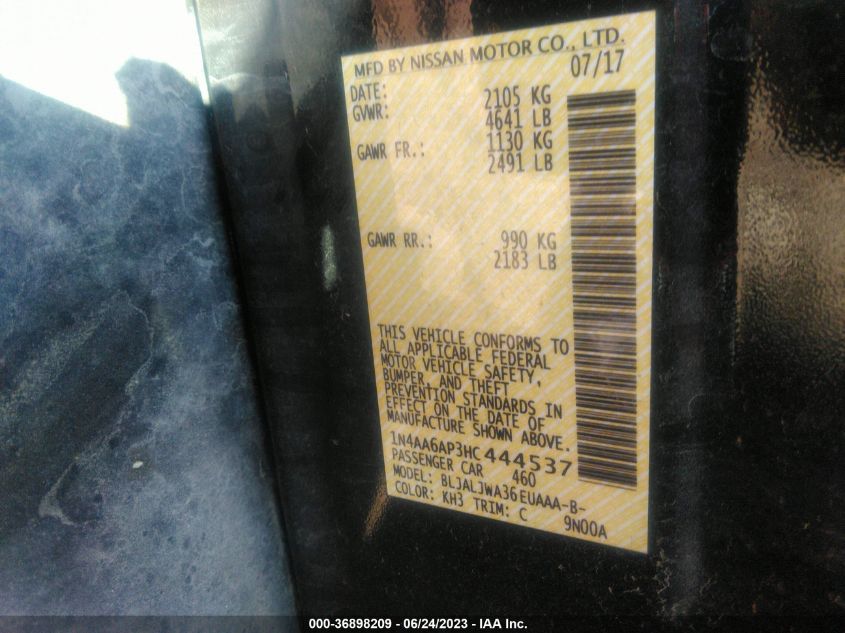 MFD BY NISSAN MOTOR CO., LTD.
DATE: 07/17
GVWR: 2105 KG
4641 LB
GAWR FR.: 1130 KG
2491 LB
GAWR RR.: 990 KG
2183 LB
THIS VEHICLE CONFORMS TO
ALL APPLICABLE FEDERAL
MOTOR VEHICLE SAFETY,
BUMPER, AND THEFT
PREVENTION STANDARDS IN
EFFECT ON THE DATE OF
MANUFACTURE SHOWN ABOVE.
1N4AA6AP3HC444537
PASSENGER CAR 460
MODEL: BLJALJWA36EUAAA-B-
COLOR: KH3 TRIM: C 9N00A
000-36898209 - 06/24/2023 - IAA Inc.